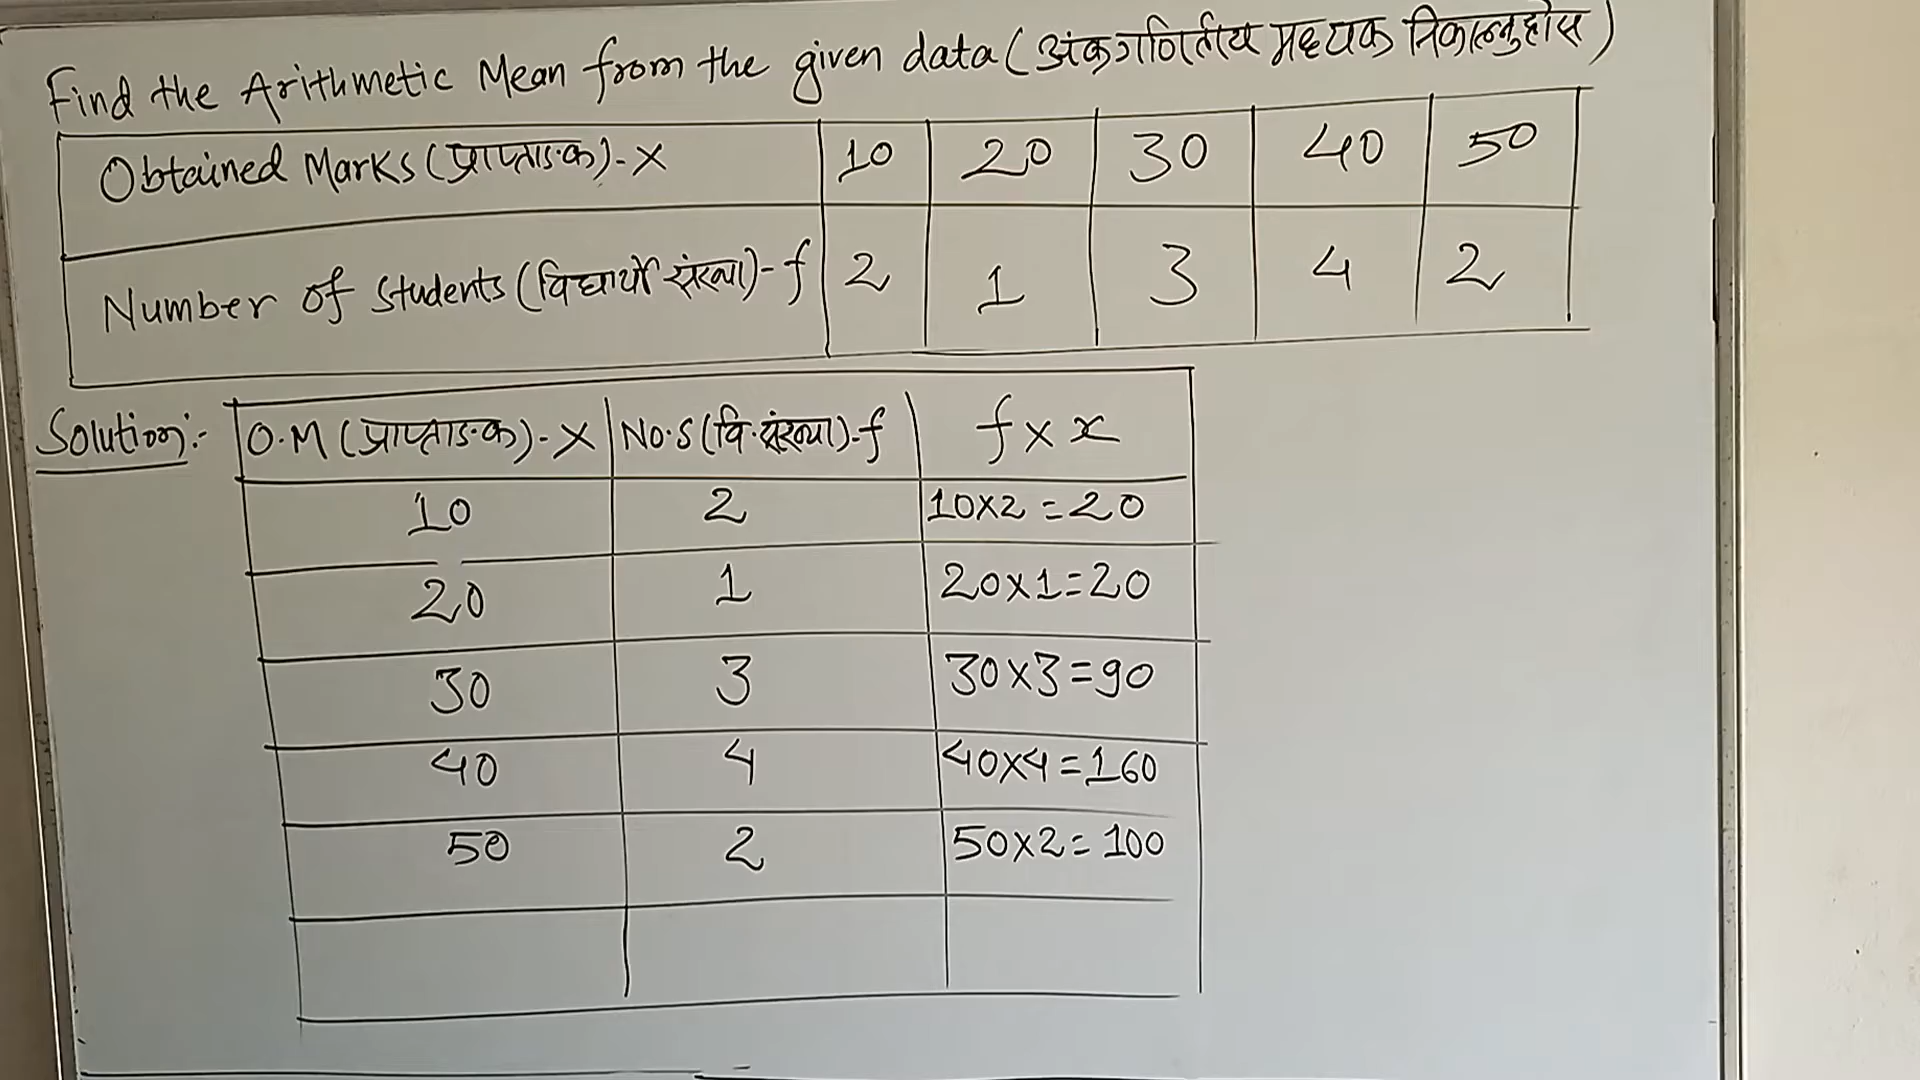 Find the Arithmetic Mean from the given data (अंकगणितीय मध्यक निकाल्नुहोस)
Obtained Marks (प्राप्ताङ्क) - X 10 20 30 40 50
Number of Students (विद्यार्थी संख्या) - f 2 1 3 4 2
Solution:-
O.M (प्राप्ताङ्क) - X No.S (वि. संख्या) - f f × x
10 2 10×2 = 20
20 1 20×1=20
30 3 30×3=90
40 4 40×4=160
50 2 50×2= 100